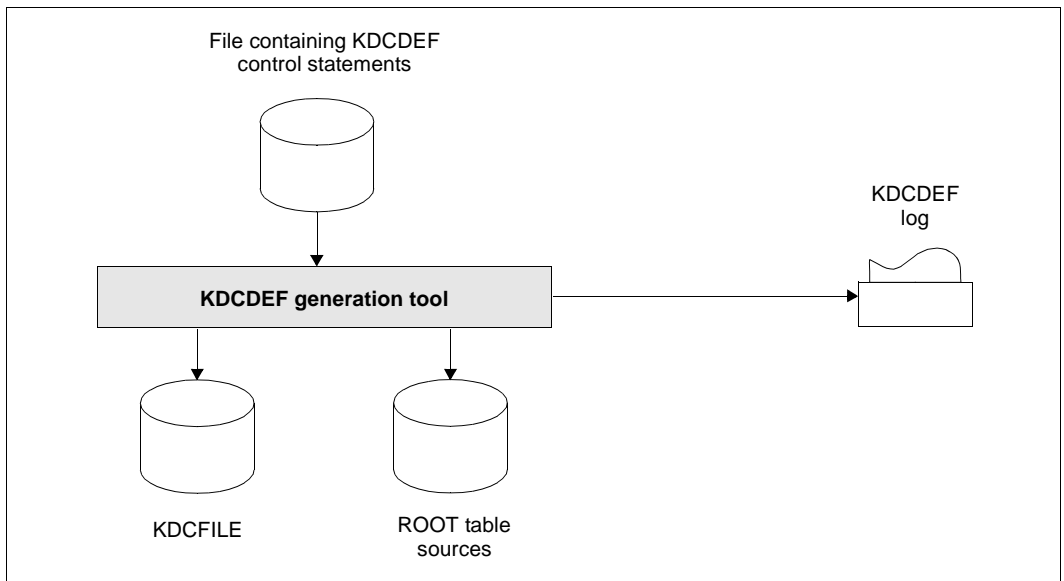 File containing KDCDEF
control statements
KDCDEF
log
KDCDEF generation tool
KDCFILE
ROOT table
sources